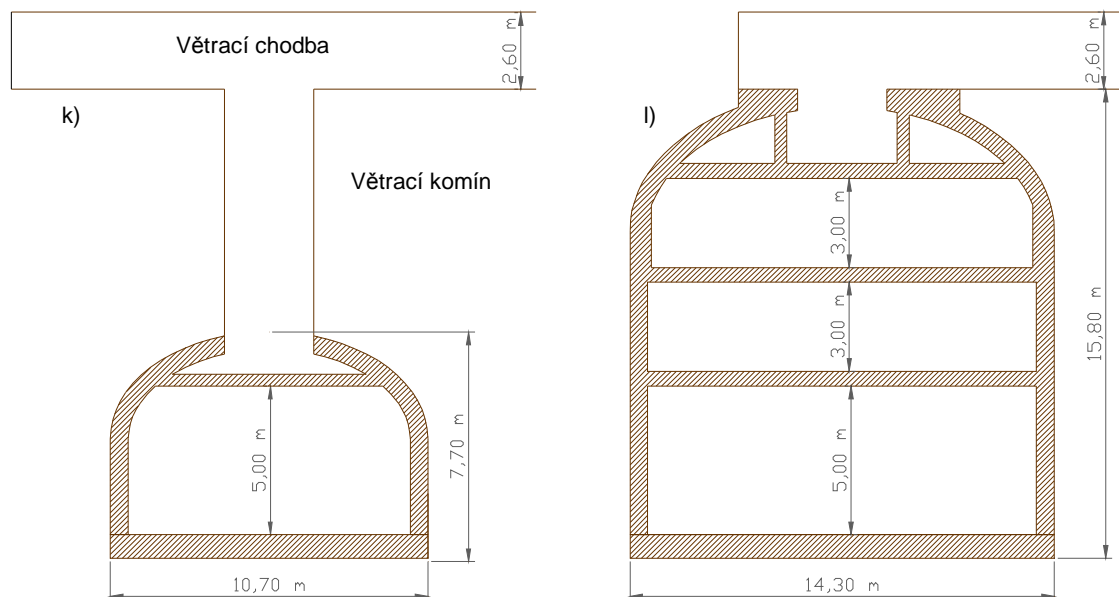 Větrací chodba
2,60 m
k)
Větrací komín
7,70 m
5,00 m
10,70 m
2,60 m
l)
3,00 m
3,00 m
15,80 m
5,00 m
14,30 m